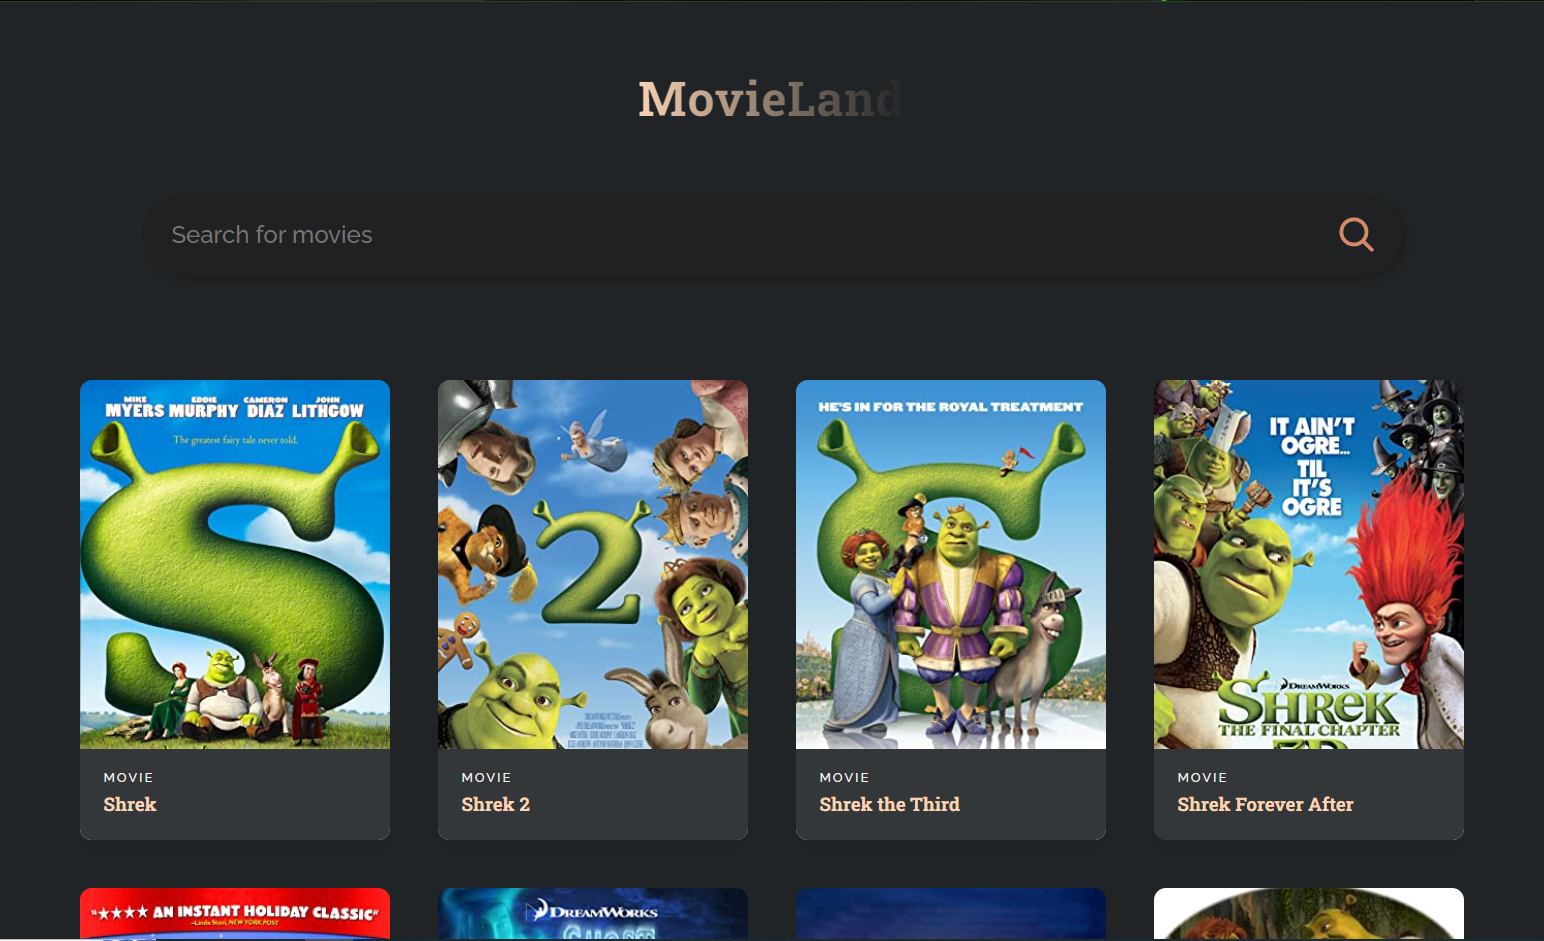 MovieLand
Search for movies
MIKE EDDIE CAMERON JOHN
MYERS MURPHY DIAZ LITHGOW
The greatest fairy tale never told.
2
HE'S IN FOR THE ROYAL TREATMENT
IT AIN'T
OGRE...
TIL
IT'S
OGRE
DREAMWORKS
SHREK
THE FINAL CHAPTER
3D
MOVIE
Shrek
MOVIE
Shrek 2
MOVIE
Shrek the Third
MOVIE
Shrek Forever After
"★★★★ AN INSTANT HOLIDAY CLASSIC"
-Linda Stasi, NEW YORK POST
DREAMWORKS